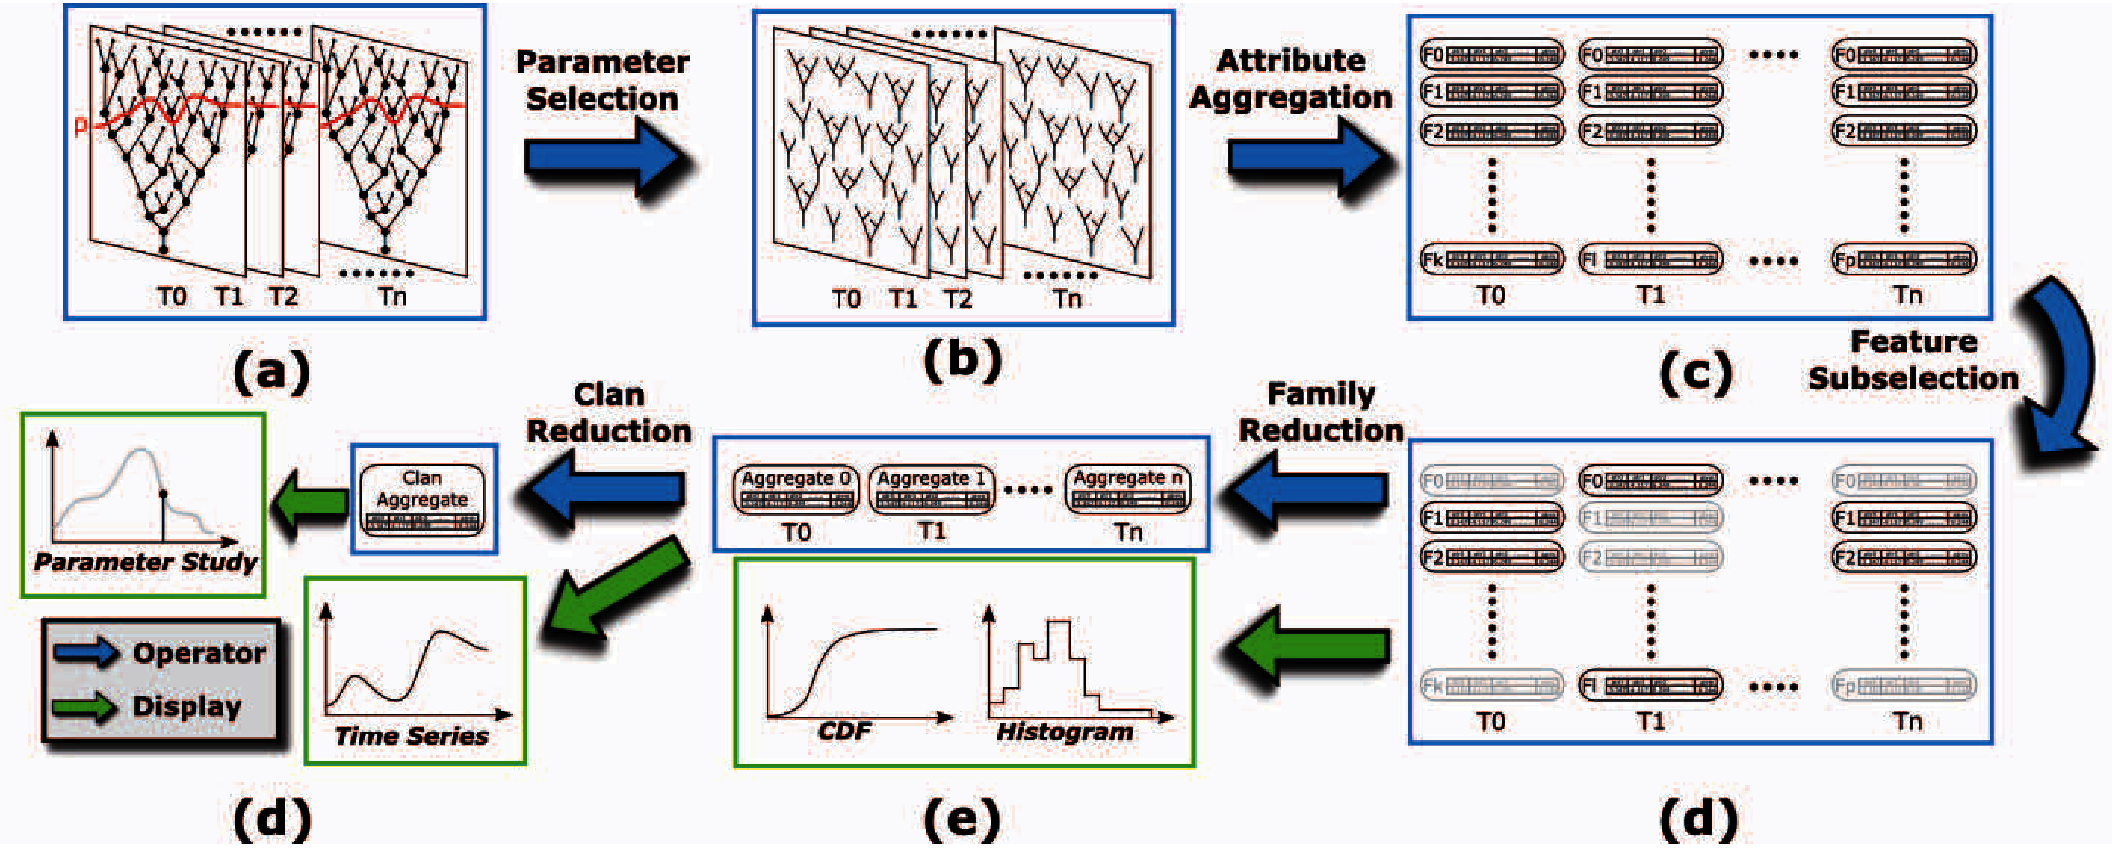 p
T0 T1 T2 Tn
(a)
Parameter
Selection
T0 T1 T2 Tn
(b)
Attribute
Aggregation
F0 F0 F0
F1 F1 F1
F2 F2 F2
Fk Fl Fp
T0 T1 Tn
(c)
Feature
Subselection
F0 F0 F0
F1 F1 F1
F2 F2 F2
Fk Fl Fp
T0 T1 Tn
(d)
Family
Reduction
Aggregate 0 Aggregate 1 Aggregate n
T0 T1 Tn
CDF Histogram
(e)
Clan
Reduction
Clan
Aggregate
Parameter Study
Time Series
Operator
Display
(d)